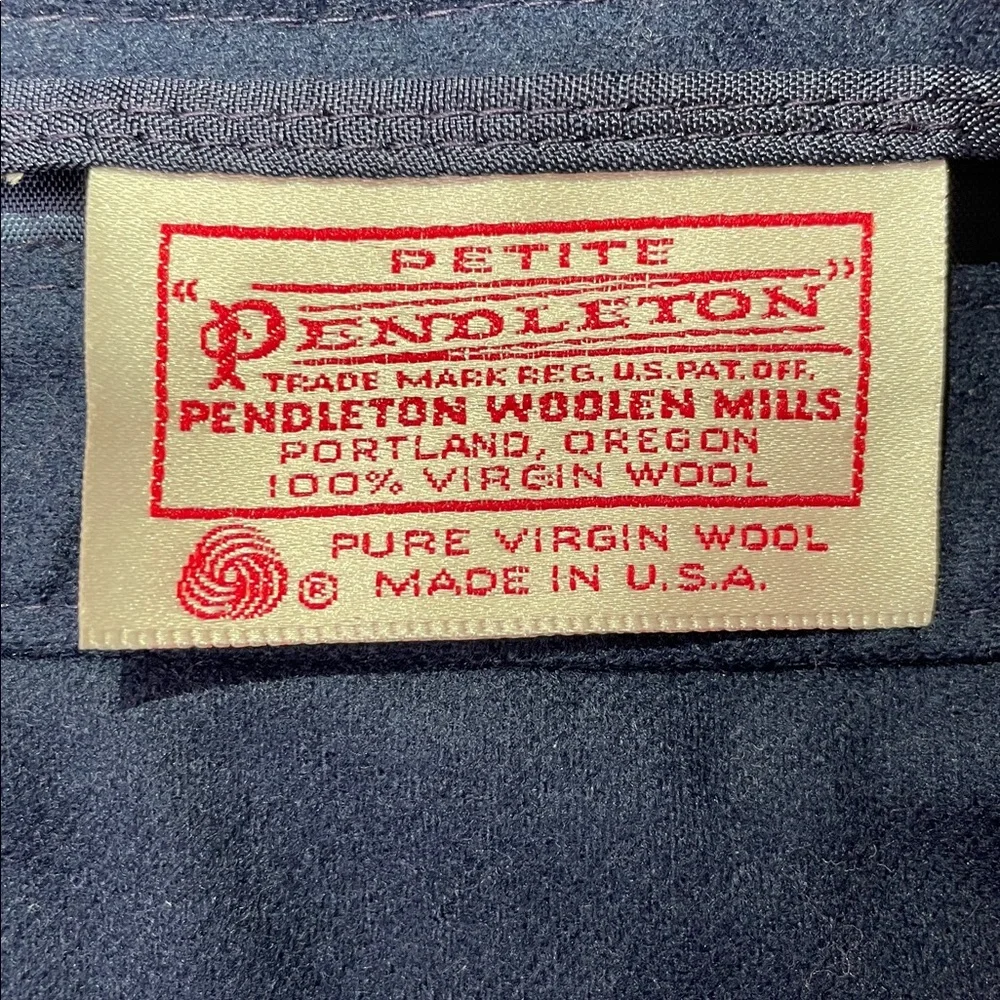 PETITE
"PENDLETON"
TRADE MARK REG. U.S. PAT. OFF.
PENDLETON WOOLEN MILLS
PORTLAND, OREGON
100% VIRGIN WOOL
PURE VIRGIN WOOL
® MADE IN U.S.A.